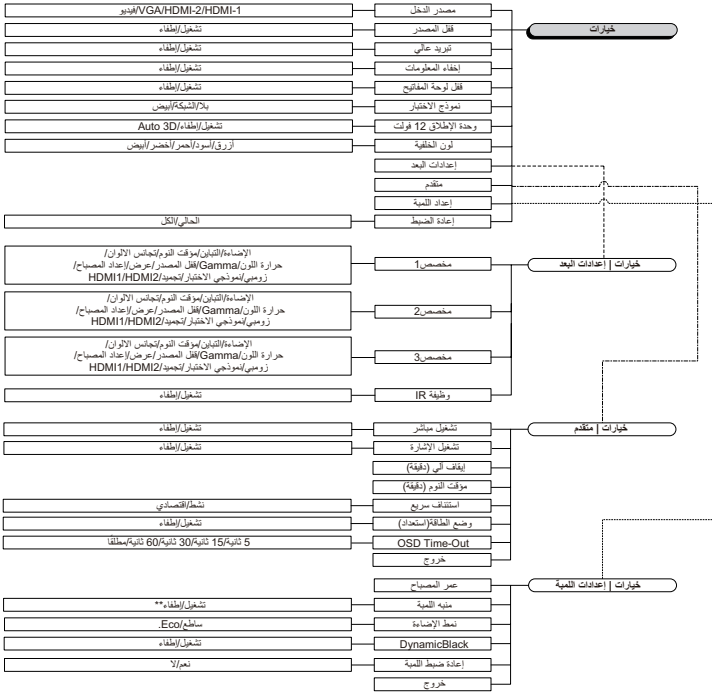 خيارات
مصدر الدخل
HDMI-1/HDMI-2/VGA/فيديو
قفل المصدر
تشغيل/إطفاء
تبريد عالي
تشغيل/إطفاء
إخفاء المعلومات
تشغيل/إطفاء
قفل لوحة المفاتيح
تشغيل/إطفاء
نموذج الاختبار
بلا/الشبكة/أبيض
وحدة الإطلاق 12 فولت
تشغيل/إطفاء/Auto 3D
لون الخلفية
أزرق/أسود/أحمر/أخضر/أبيض
إعدادات البعد
متقدم
إعداد اللمبة
إعادة الضبط
الحالي/الكل
خيارات | إعدادات البعد
مخصص1
الإضاءة/التباين/مؤقت النوم/تجانس الالوان/
حرارة اللون/Gamma/قفل المصدر/عرض/إعداد المصباح/
زومبي/نموذجي الاختبار/تجميد/HDMI1/HDMI2
مخصص2
الإضاءة/التباين/مؤقت النوم/تجانس الالوان/
حرارة اللون/Gamma/قفل المصدر/عرض/إعداد المصباح/
زومبي/نموذجي الاختبار/تجميد/HDMI1/HDMI2
مخصص3
الإضاءة/التباين/مؤقت النوم/تجانس الالوان/
حرارة اللون/Gamma/قفل المصدر/عرض/إعداد المصباح/
زومبي/نموذجي الاختبار/تجميد/HDMI1/HDMI2
وظيفة IR
تشغيل/إطفاء
خيارات | متقدم
تشغيل مباشر
تشغيل/إطفاء
تشغيل الإشارة
تشغيل/إطفاء
إيقاف آلي (دقيقة)
مؤقت النوم (دقيقة)
استئناف سريع
نشط/اقتصادي
وضع الطاقة(استعداد)
تشغيل/إطفاء
OSD Time-Out
5 ثانية/15 ثانية/30 ثانية/60 ثانية/مطلقًا
خروج
خيارات | إعدادات اللمبة
عمر المصباح
منبه اللمبة
تشغيل/إطفاء**
نمط الإضاءة
ساطع/Eco.
DynamicBlack
تشغيل/إطفاء
إعادة ضبط اللمبة
نعم/لا
خروج